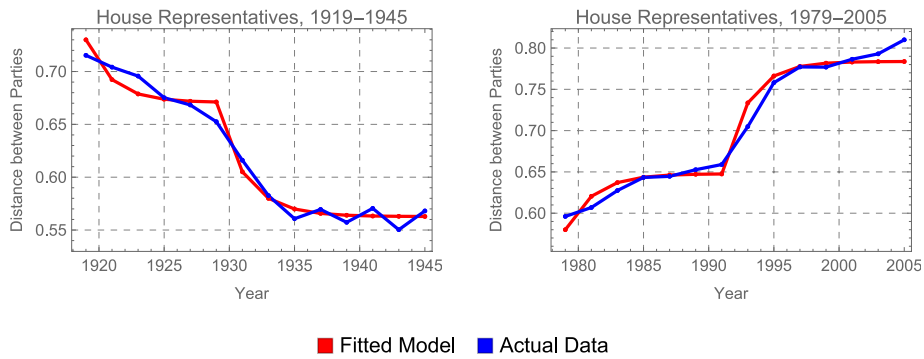 House Representatives, 1919–1945
Distance between Parties
0.70
0.65
0.60
0.55
1920 1925 1930 1935 1940 1945
Year
House Representatives, 1979–2005
Distance between Parties
0.80
0.75
0.70
0.65
0.60
1980 1985 1990 1995 2000 2005
Year
Fitted Model Actual Data